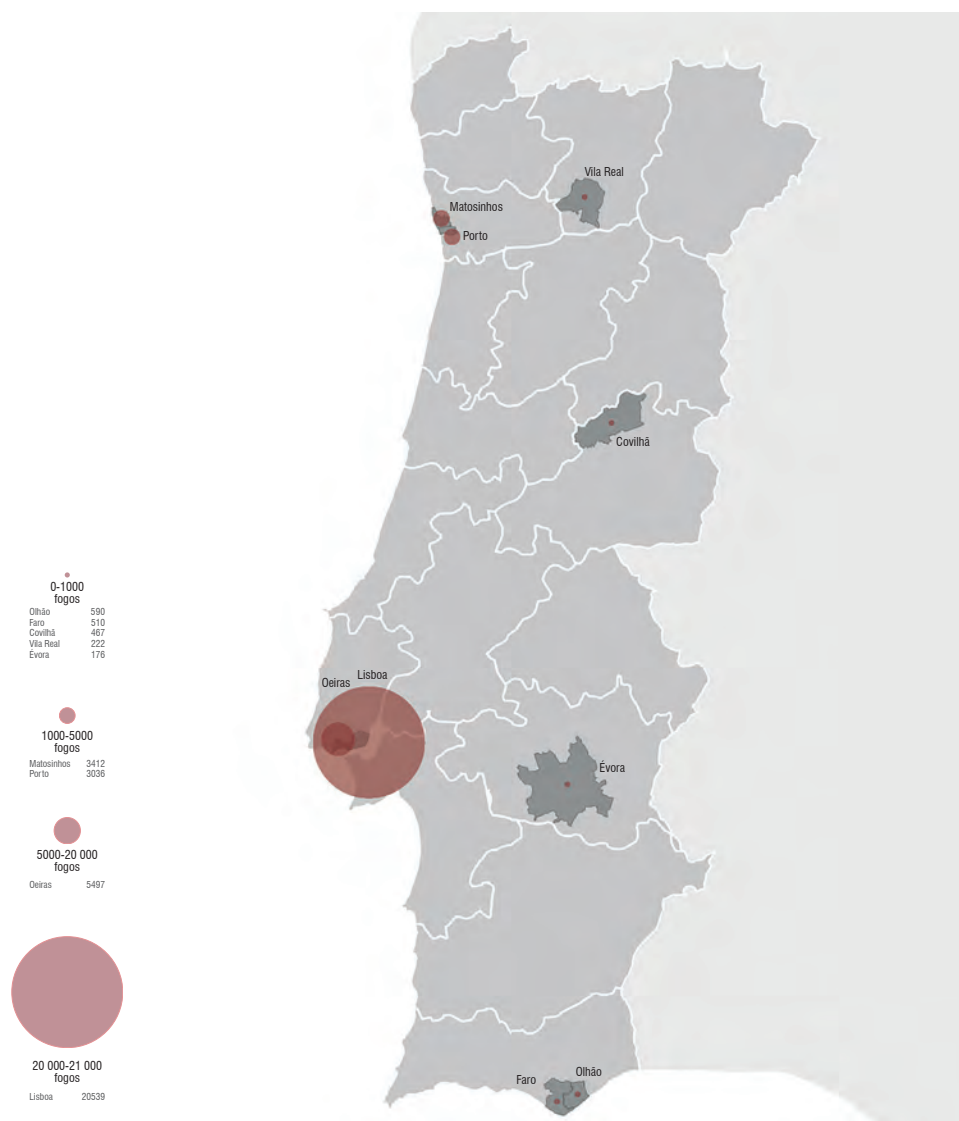 Vila Real
Matosinhos
Porto
Covilhã
0-1000
fogos
Olhão 590
Faro 510
Covilhã 467
Vila Real 222
Évora 176
Oeiras Lisboa
1000-5000
fogos
Matosinhos 3412
Porto 3036
Évora
5000-20 000
fogos
Oeiras 5497
20 000-21 000
fogos
Lisboa 20539
Faro Olhão